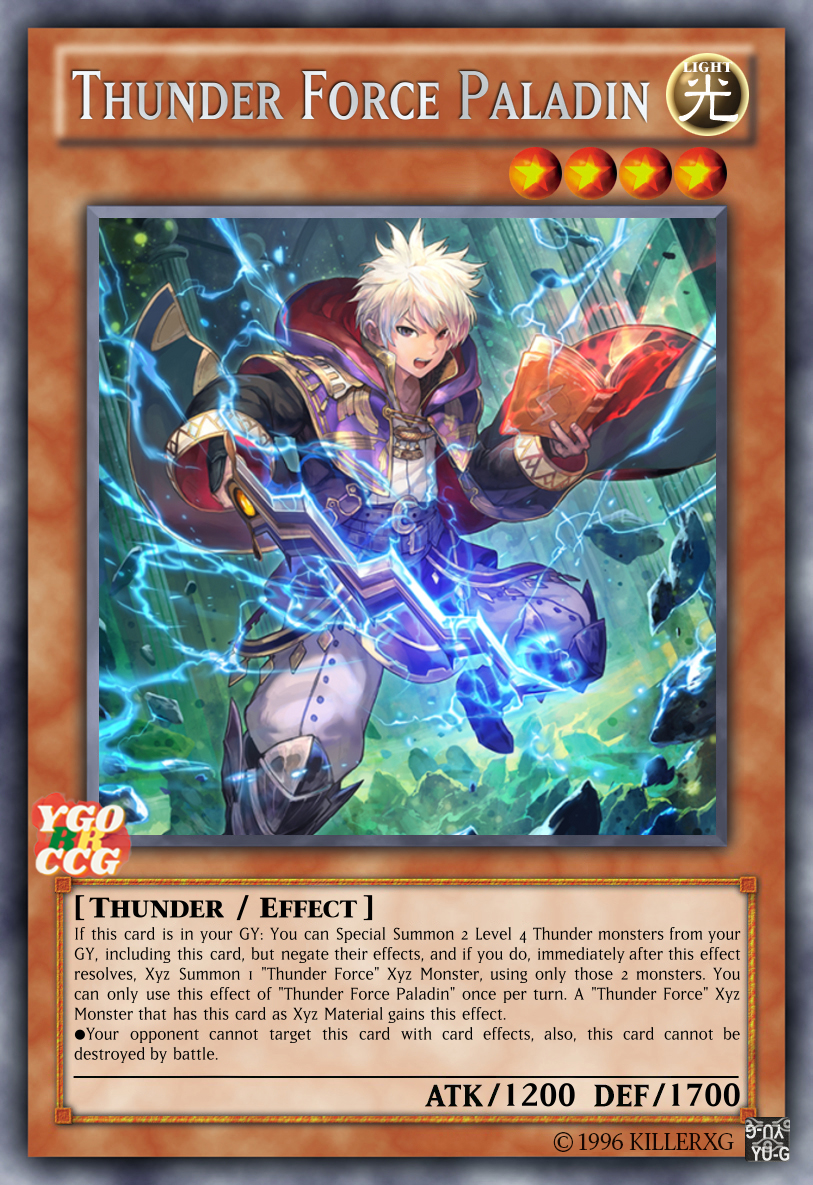 THUNDER FORCE PALADIN
LIGHT
光
[ THUNDER / EFFECT ]
If this card is in your GY: You can Special Summon 2 Level 4 Thunder monsters from your
GY, including this card, but negate their effects, and if you do, immediately after this effect
resolves, Xyz Summon 1 "Thunder Force" Xyz Monster, using only those 2 monsters. You
can only use this effect of "Thunder Force Paladin" once per turn. A "Thunder Force" Xyz
Monster that has this card as Xyz Material gains this effect.
●Your opponent cannot target this card with card effects, also, this card cannot be
destroyed by battle.
ATK/1200 DEF/1700
© 1996 KILLERXG
YGO
RR
CCG
YU-G